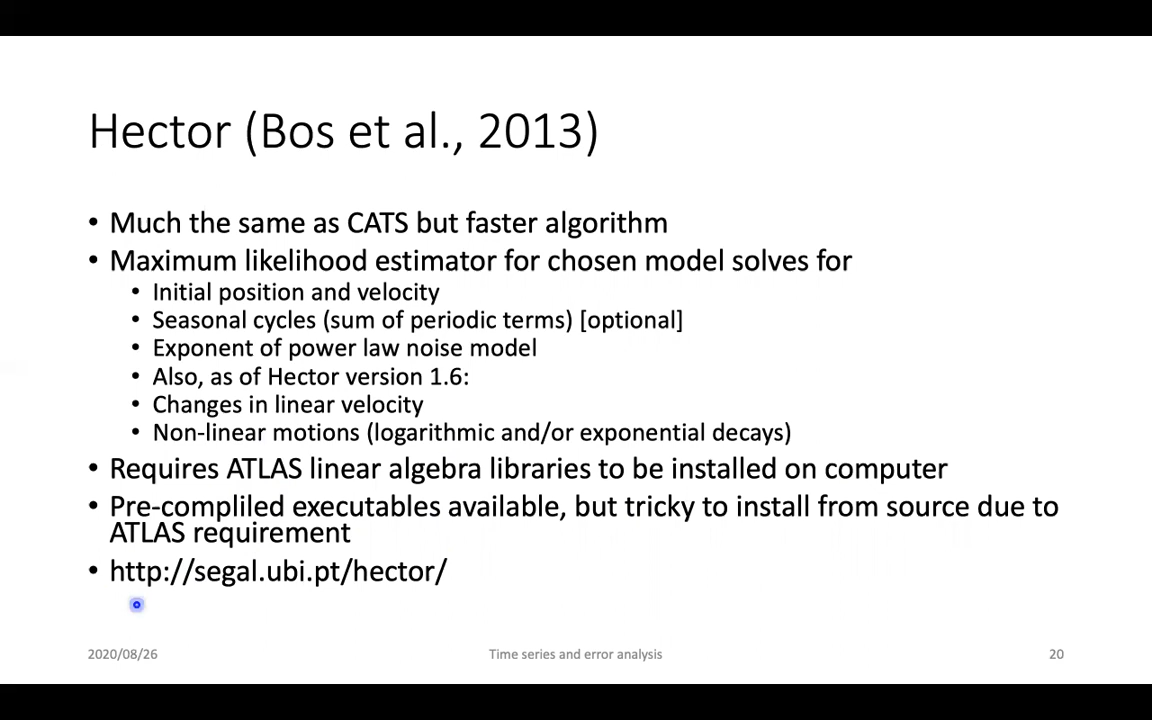 Hector (Bos et al., 2013)
• Much the same as CATS but faster algorithm
• Maximum likelihood estimator for chosen model solves for
• Initial position and velocity
• Seasonal cycles (sum of periodic terms) [optional]
• Exponent of power law noise model
• Also, as of Hector version 1.6:
• Changes in linear velocity
• Non-linear motions (logarithmic and/or exponential decays)
• Requires ATLAS linear algebra libraries to be installed on computer
• Pre-compliled executables available, but tricky to install from source due to
ATLAS requirement
• http://segal.ubi.pt/hector/
2020/08/26
Time series and error analysis
20